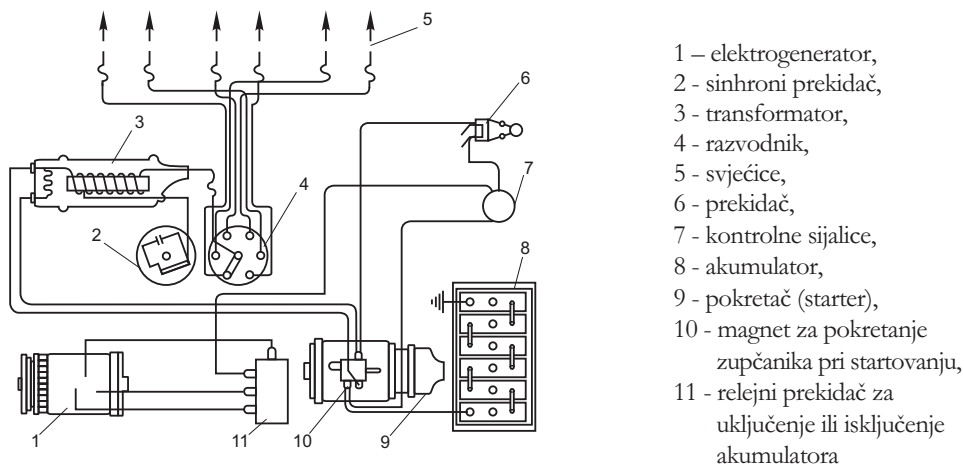 5
6
3
7
4
2
8
1
11
10
9
1 – elektrogenerator,
2 - sinhroni prekidač,
3 - transformator,
4 - razvodnik,
5 - svjećice,
6 - prekidač,
7 - kontrolne sijalice,
8 - akumulator,
9 - pokretač (starter),
10 - magnet za pokretanje
zupčanika pri startovanju,
11 - relejni prekidač za
uključenje ili isključenje
akumulatora